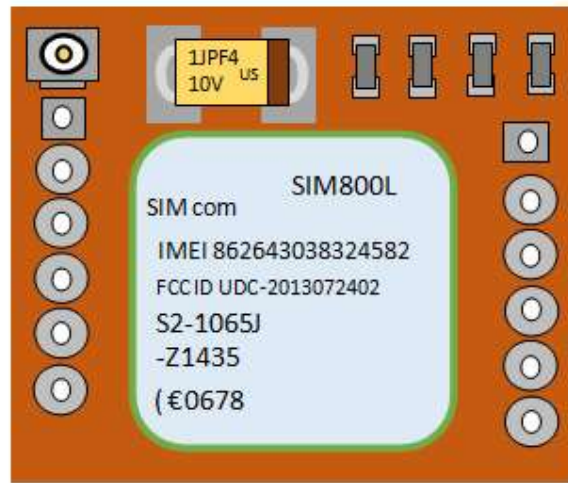 1JPF4
10V US
SIM800L
SIM com
IMEI 862643038324582
FCC ID UDC-2013072402
S2-1065J
-Z1435
(€0678